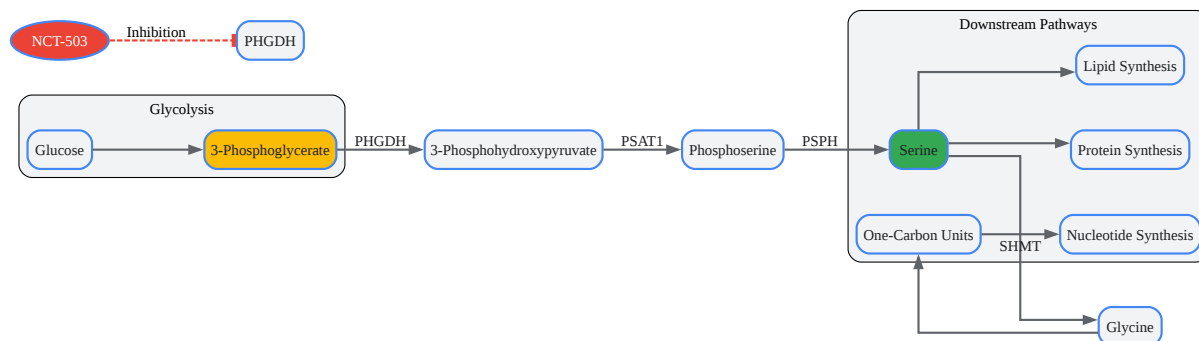 NCT-503
Inhibition
PHGDH
Downstream Pathways
Lipid Synthesis
Glycolysis
Glucose
3-Phosphoglycerate
PHGDH
3-Phosphohydroxypyruvate
PSAT1
Phosphoserine
PSPH
Serine
Protein Synthesis
One-Carbon Units
SHMT
Nucleotide Synthesis
Glycine